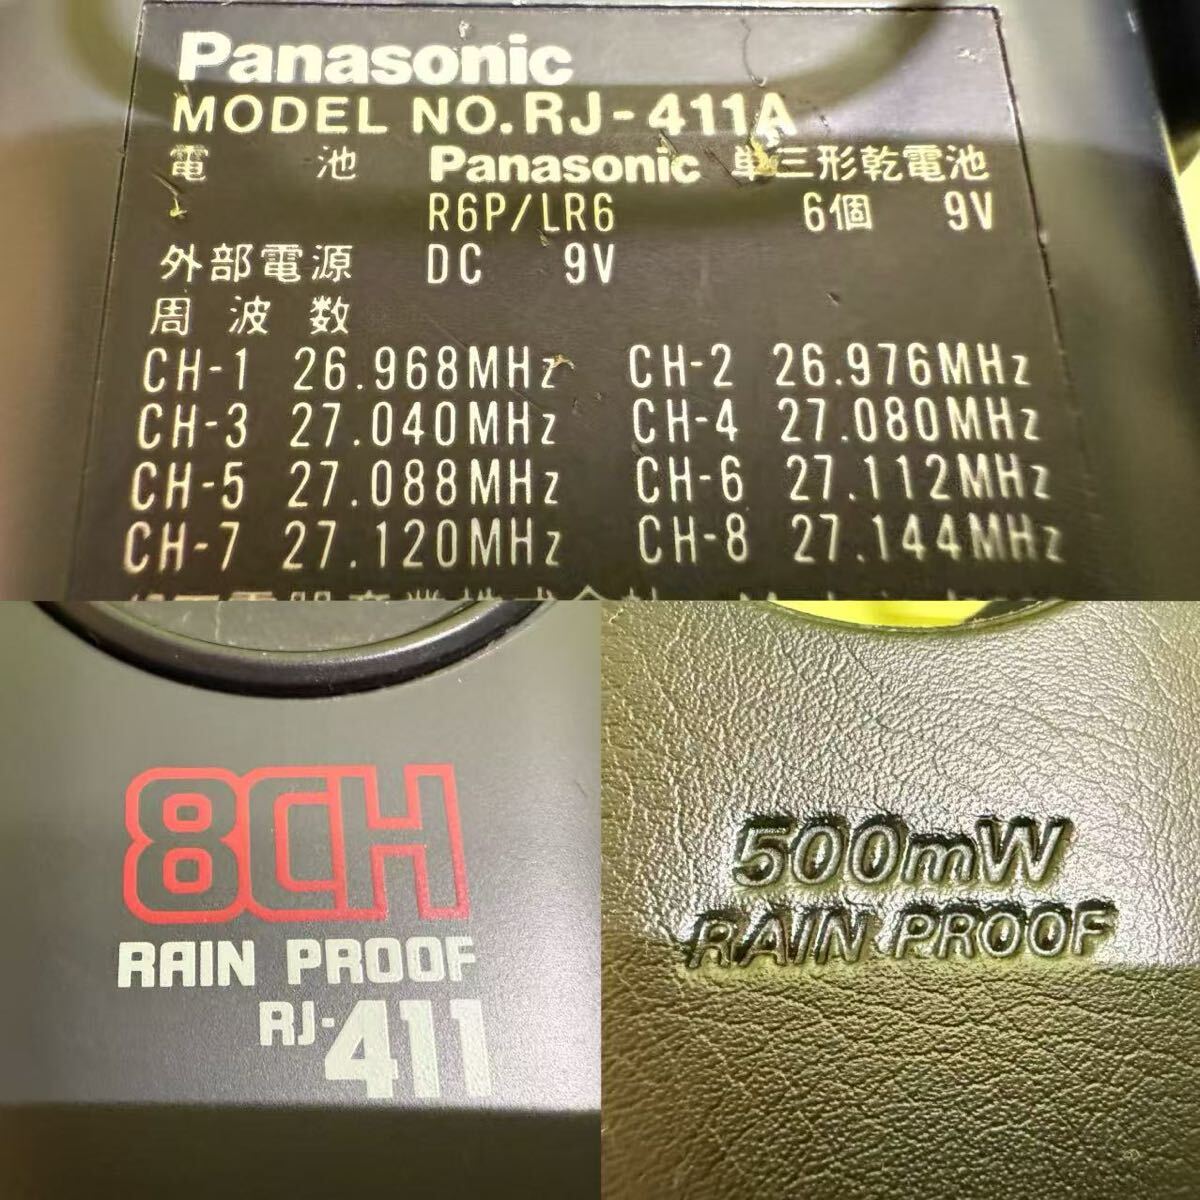 Panasonic
MODEL NO. RJ-411A
電 池 Panasonic 単三形乾電池
R6P/LR6 6個 9V
外部電源 DC 9V
周 波 数
CH-1 26.968MHz CH-2 26.976MHz
CH-3 27.040MHz CH-4 27.080MHz
CH-5 27.088MHz CH-6 27.112MHz
CH-7 27.120MHz CH-8 27.144MHz
8CH
RAIN PROOF
RJ-411
500mW
RAIN PROOF